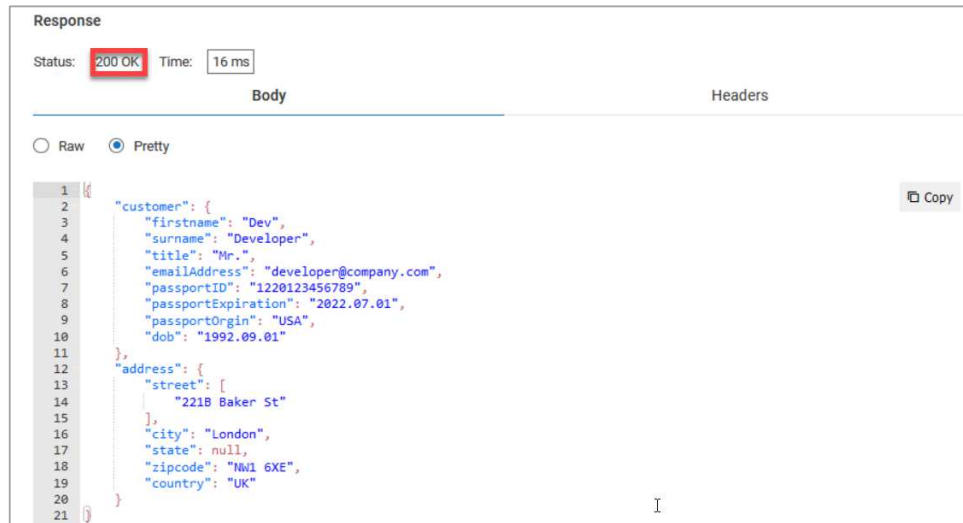 Response
Status: 200 OK Time: 16 ms
Body Headers
Raw Pretty
Copy
1 {
2 "customer": {
3 "firstname": "Dev",
4 "surname": "Developer",
5 "title": "Mr.",
6 "emailAddress": "developer@company.com",
7 "passportID": "1220123456789",
8 "passportExpiration": "2022.07.01",
9 "passportOrgin": "USA",
10 "dob": "1992.09.01"
11 },
12 "address": {
13 "street": [
14 "221B Baker St"
15 ],
16 "city": "London",
17 "state": null,
18 "zipcode": "NW1 6XE",
19 "country": "UK"
20 }
21 }